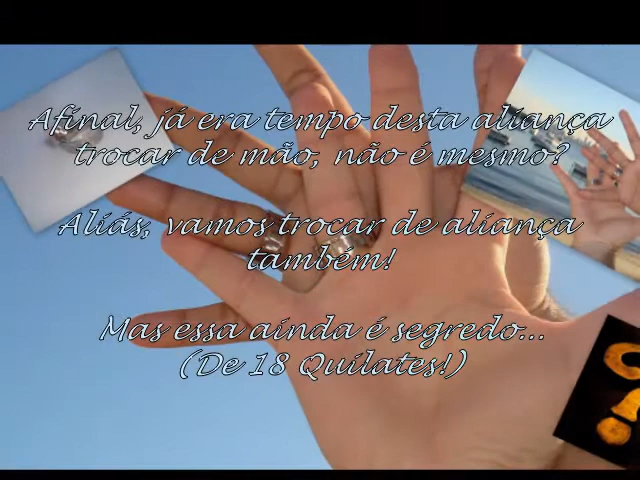 Afinal, já era tempo desta aliança
trocar de mão, não é mesmo?
Aliás, vamos trocar de aliança
também!
Mas essa ainda é segredo...
(De 18 Quilates!)
?!